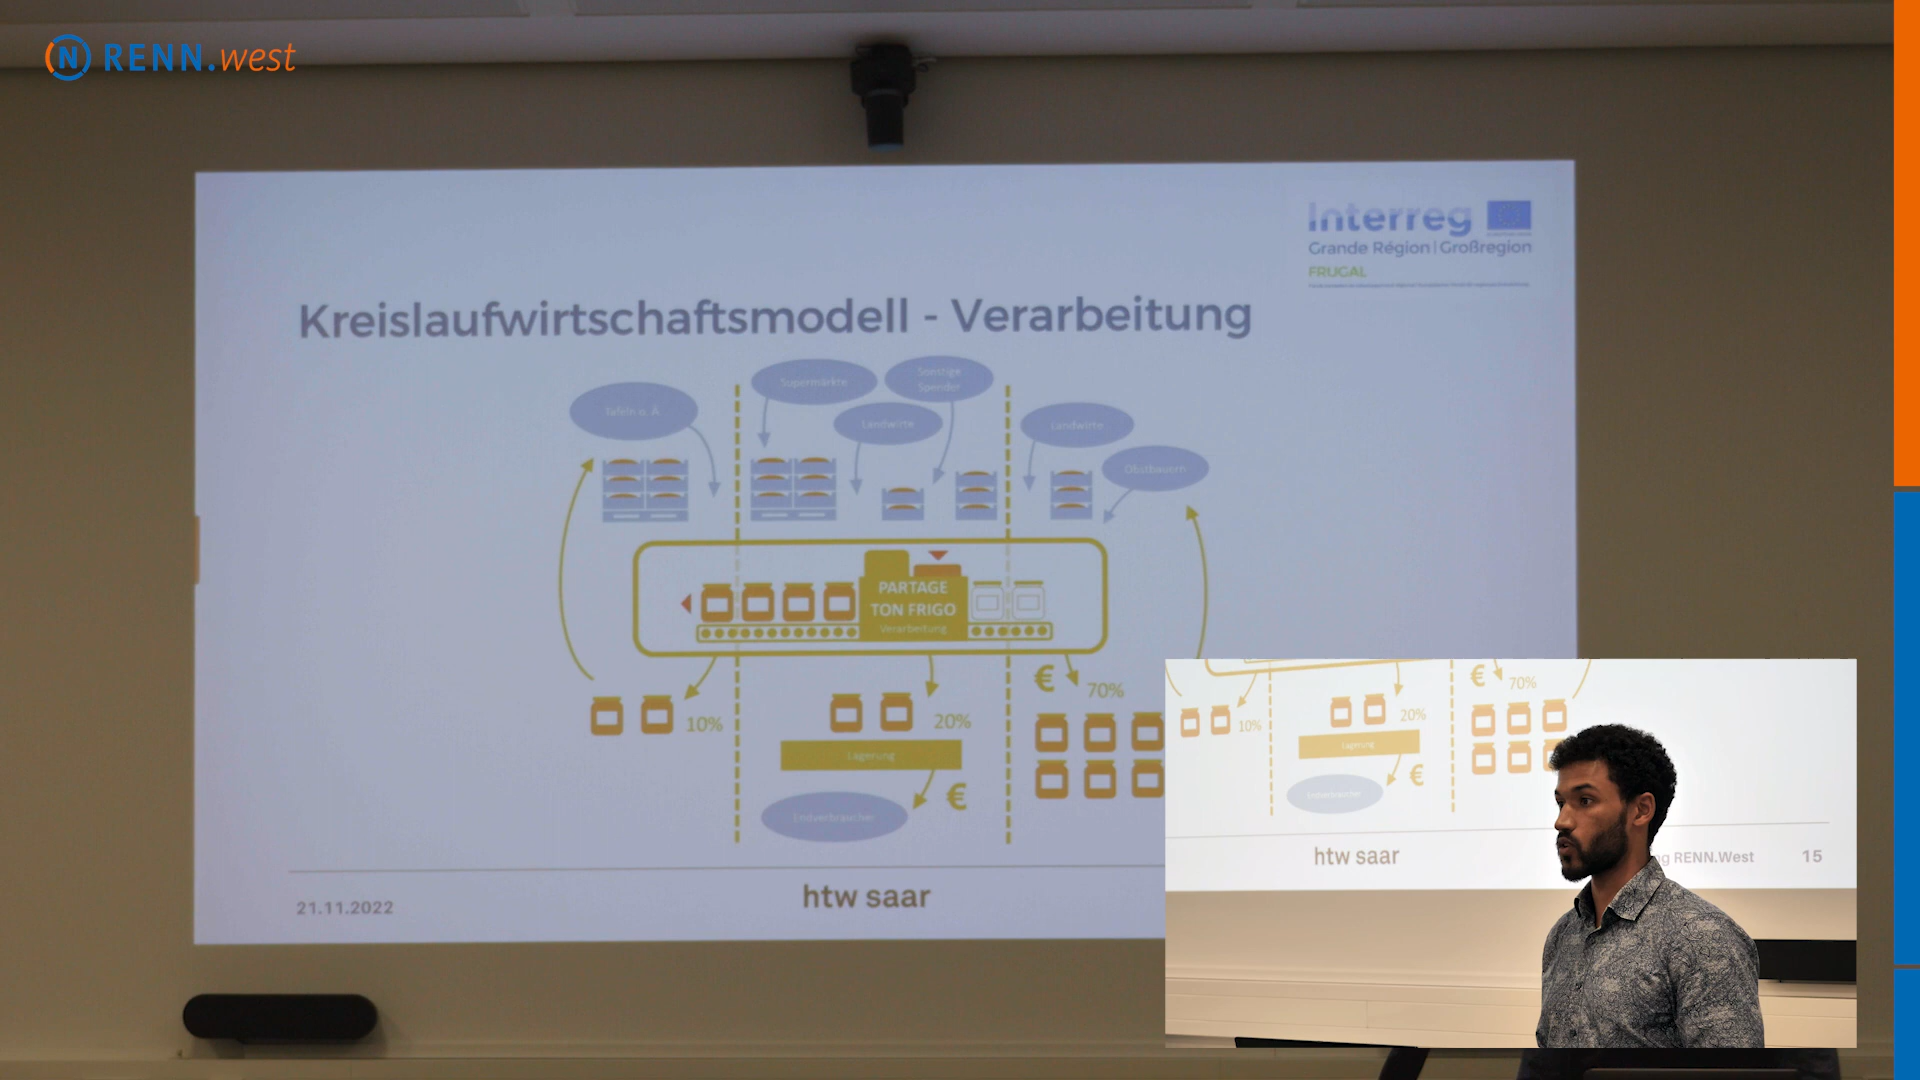 RENN.west
Interreg
Grande Région | Großregion
FRUGAL
Kreislaufwirtschaftsmodell - Verarbeitung
Tafeln o. Ä
Supermärkte
Sonstige
Spender
Landwirte
Landwirte
Obstbauern
PARTAGE
TON FRIGO
Verarbeitung
10%
20%
€ 70%
Lagerung
€
Endverbraucher
21.11.2022
htw saar
10%
20%
€ 70%
Lagerung
€
Endverbraucher
htw saar
RENN.West
15